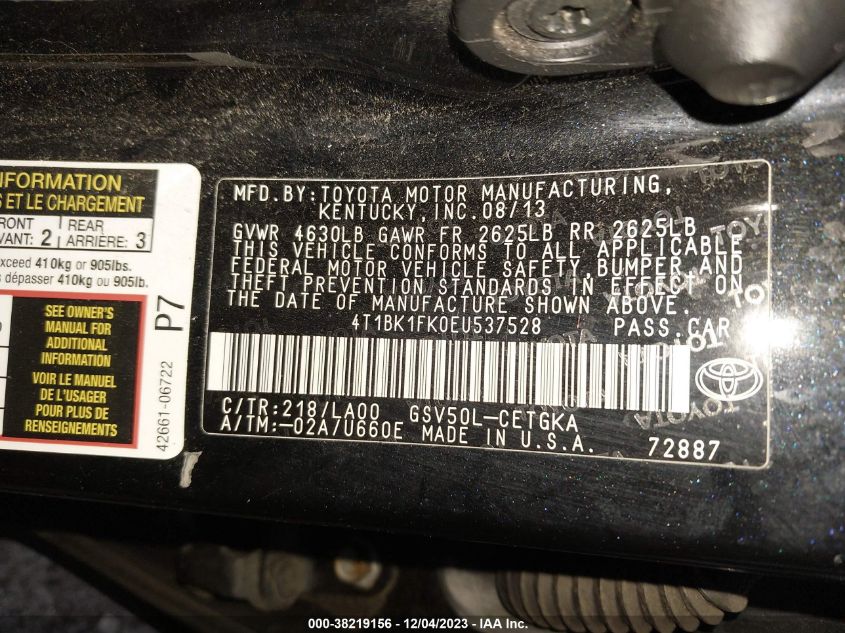 NFORMATION
S ET LE CHARGEMENT
RONT
VANT: 2
REAR
ARRIÈRE: 3
xceed 410kg or 905lbs.
s dépasser 410kg ou 905lb.
SEE OWNER'S
MANUAL FOR
ADDITIONAL
INFORMATION
VOIR LE MANUEL
DE L'USAGER
POUR PLUS DE
RENSEIGNEMENTS
P7
42661-06722
MFD.BY:TOYOTA MOTOR MANUFACTURING,
KENTUCKY,INC.08/13
GVWR 4630LB GAWR FR 2625LB RR 2625LB
THIS VEHICLE CONFORMS TO ALL APPLICABLE
FEDERAL MOTOR VEHICLE SAFETY,BUMPER,AND
THEFT PREVENTION STANDARDS IN EFFECT ON
THE DATE OF MANUFACTURE SHOWN ABOVE.
4T1BK1FK0EU537528 PASS.CAR
C/TR:218/LA00 GSV50L-CETGKA
A/TM:-02A/U660E MADE IN U.S.A.
72887
000-38219156 - 12/04/2023 - IAA Inc.